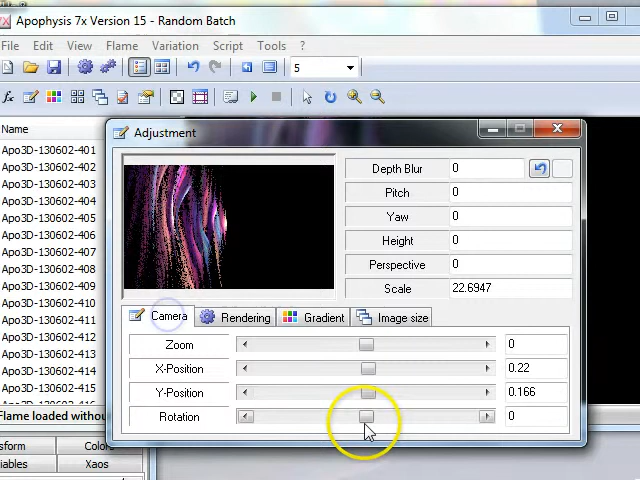 Apophysis 7x Version 15 - Random Batch
File Edit View Flame Variation Script Tools ?
5
Name
Apo3D-130602-401
Apo3D-130602-402
Apo3D-130602-403
Apo3D-130602-404
Apo3D-130602-405
Apo3D-130602-406
Apo3D-130602-407
Apo3D-130602-408
Apo3D-130602-409
Apo3D-130602-410
Apo3D-130602-411
Apo3D-130602-412
Apo3D-130602-413
Apo3D-130602-414
Apo3D-130602-415
Flame loaded withou
sform Color
iables Xaos
Adjustment
Depth Blur 0
Pitch 0
Yaw 0
Height 0
Perspective 0
Scale 22.6947
Camera Rendering Gradient Image size
Zoom 0
X-Position 0.22
Y-Position 0.166
Rotation 0